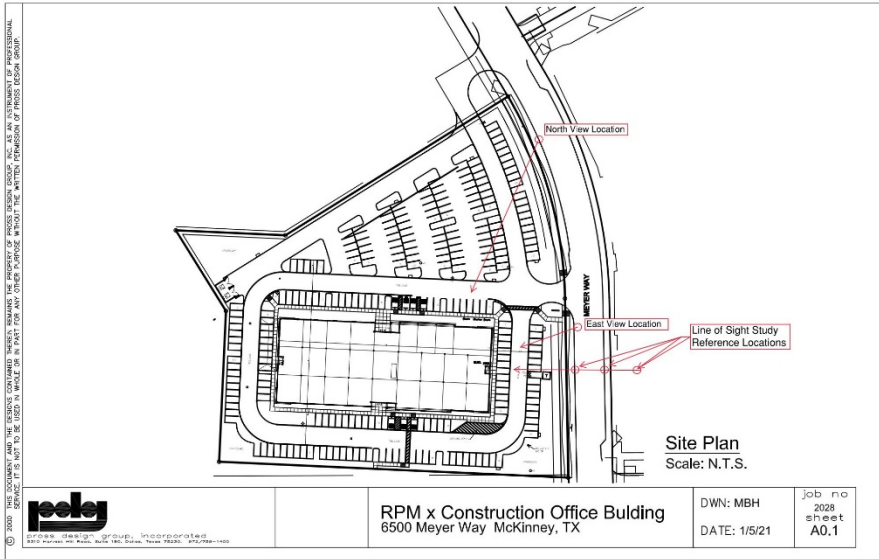 © 2000 THIS DOCUMENT AND THE DESIGNS CONTAINED THEREIN REMAINS THE PROPERTY OF PROSS DESIGN GROUP, INC. AS AN INSTRUMENT OF PROFESSIONAL
SERVICE. IT IS NOT TO BE USED IN WHOLE OR IN PART FOR ANY OTHER PURPOSE WITHOUT THE WRITTEN PERMISSION OF PROSS DESIGN GROUP.
North View Location
MEYER WAY
East View Location
Line of Sight Study
Reference Locations
Site Plan
Scale: N.T.S.
pdg
pross design group, incorporated
RPM x Construction Office Bulding
6500 Meyer Way McKinney, TX
DWN: MBH
DATE: 1/5/21
job no
2028
sheet
A0.1